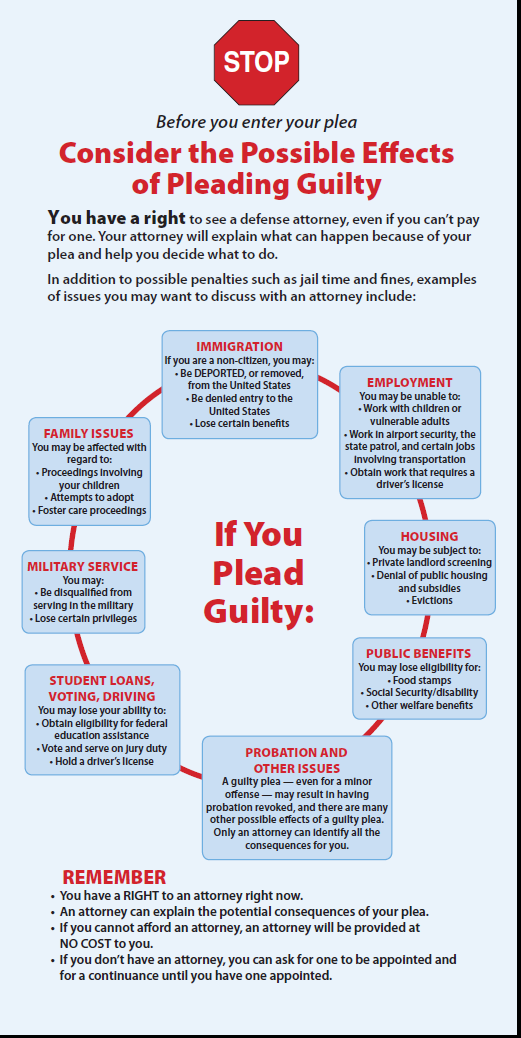 STOP
Before you enter your plea
Consider the Possible Effects
of Pleading Guilty
You have a right to see a defense attorney, even if you can't pay
for one. Your attorney will explain what can happen because of your
plea and help you decide what to do.
In addition to possible penalties such as jail time and fines, examples
of issues you may want to discuss with an attorney include:
IMMIGRATION
If you are a non-citizen, you may:
• Be DEPORTED, or removed,
from the United States
• Be denied entry to the
United States
• Lose certain benefits
EMPLOYMENT
You may be unable to:
• Work with children or
vulnerable adults
• Work in airport security, the
state patrol, and certain jobs
involving transportation
• Obtain work that requires a
driver's license
HOUSING
You may be subject to:
• Private landlord screening
• Denial of public housing
and subsidies
• Evictions
PUBLIC BENEFITS
You may lose eligibility for:
• Food stamps
• Social Security/disability
• Other welfare benefits
PROBATION AND
OTHER ISSUES
A guilty plea — even for a minor
offense — may result in having
probation revoked, and there are many
other possible effects of a guilty plea.
Only an attorney can identify all the
consequences for you.
STUDENT LOANS,
VOTING, DRIVING
You may lose your ability to:
• Obtain eligibility for federal
education assistance
• Vote and serve on jury duty
• Hold a driver's license
MILITARY SERVICE
You may:
• Be disqualified from
serving in the military
• Lose certain privileges
FAMILY ISSUES
You may be affected with
regard to:
• Proceedings involving
your children
• Attempts to adopt
• Foster care proceedings
If You
Plead
Guilty:
REMEMBER
• You have a RIGHT to an attorney right now.
• An attorney can explain the potential consequences of your plea.
• If you cannot afford an attorney, an attorney will be provided at
NO COST to you.
• If you don't have an attorney, you can ask for one to be appointed and
for a continuance until you have one appointed.